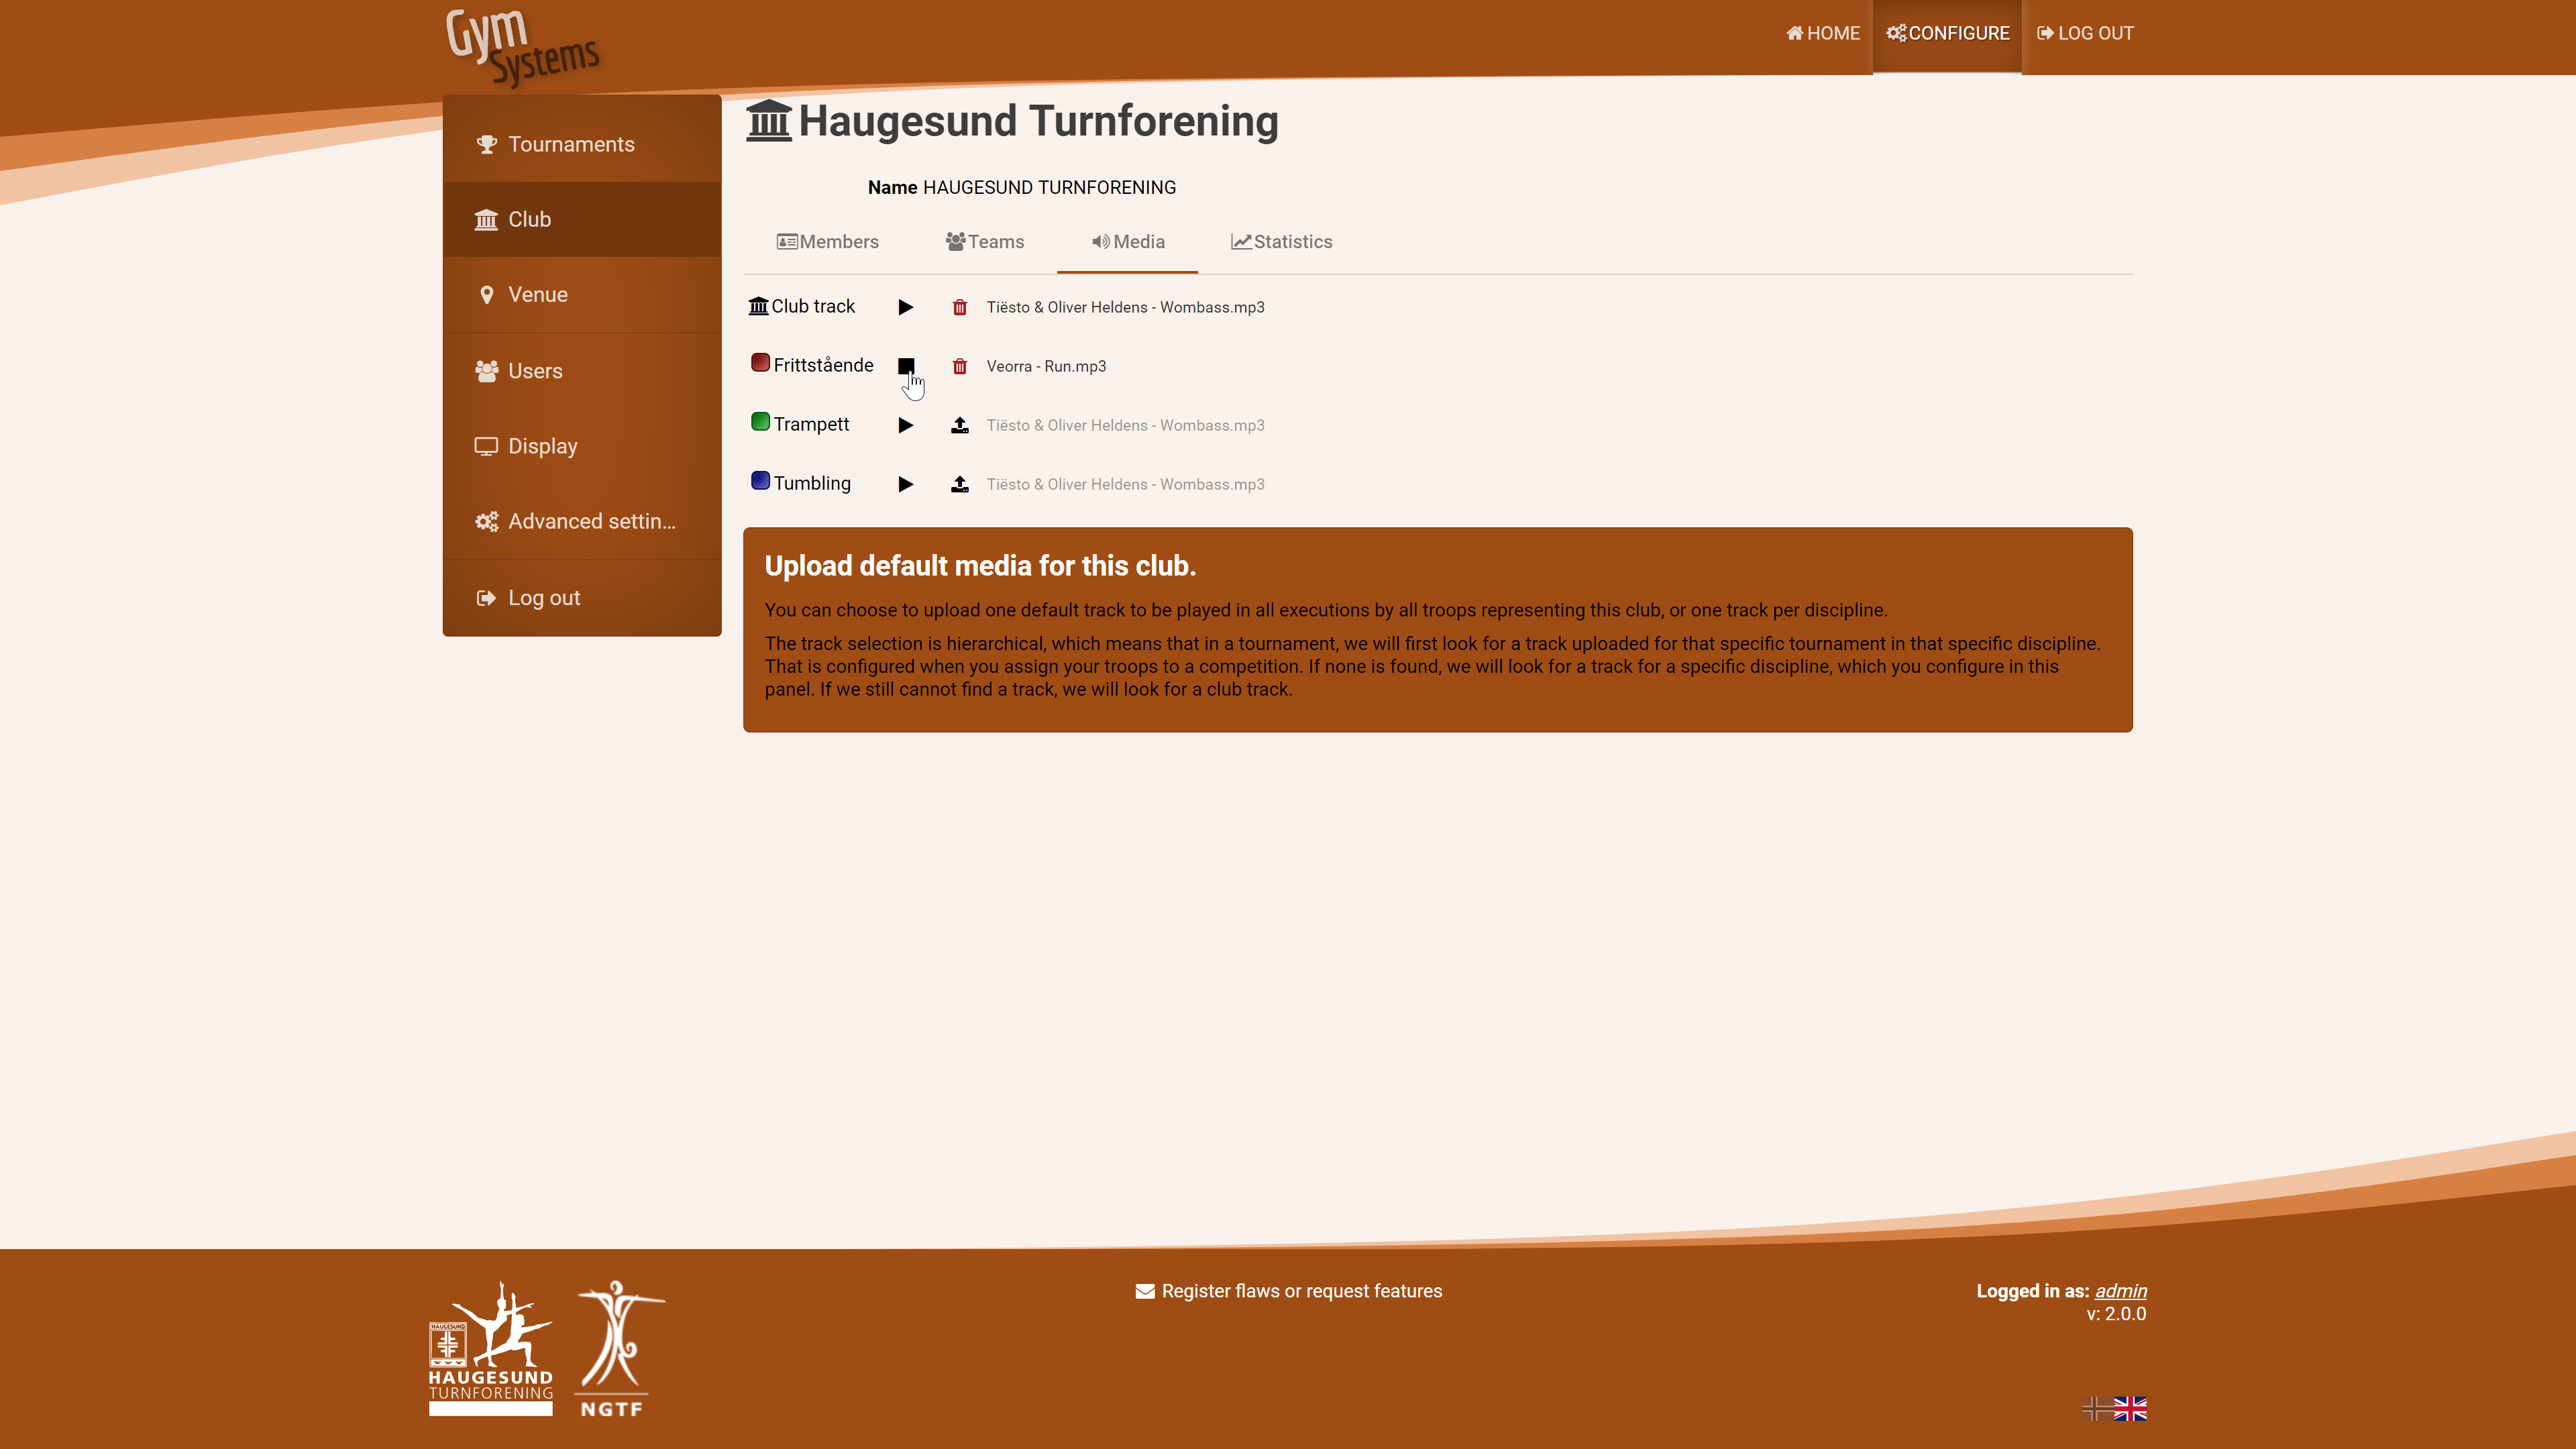 Gym
Systems
HOME
CONFIGURE
LOG OUT
Tournaments
Club
Venue
Users
Display
Advanced settin...
Log out
Haugesund Turnforening
Name HAUGESUND TURNFORENING
Members
Teams
Media
Statistics
Club track
Tiësto & Oliver Heldens - Wombass.mp3
Frittstående
Veorra - Run.mp3
Trampett
Tiësto & Oliver Heldens - Wombass.mp3
Tumbling
Tiësto & Oliver Heldens - Wombass.mp3
Upload default media for this club.
You can choose to upload one default track to be played in all executions by all troops representing this club, or one track per discipline.
The track selection is hierarchical, which means that in a tournament, we will first look for a track uploaded for that specific tournament in that specific discipline.
That is configured when you assign your troops to a competition. If none is found, we will look for a track for a specific discipline, which you configure in this
panel. If we still cannot find a track, we will look for a club track.
HAUGESUND
HAUGESUND
TURNFORENING
NGTF
Register flaws or request features
Logged in as: admin
v: 2.0.0